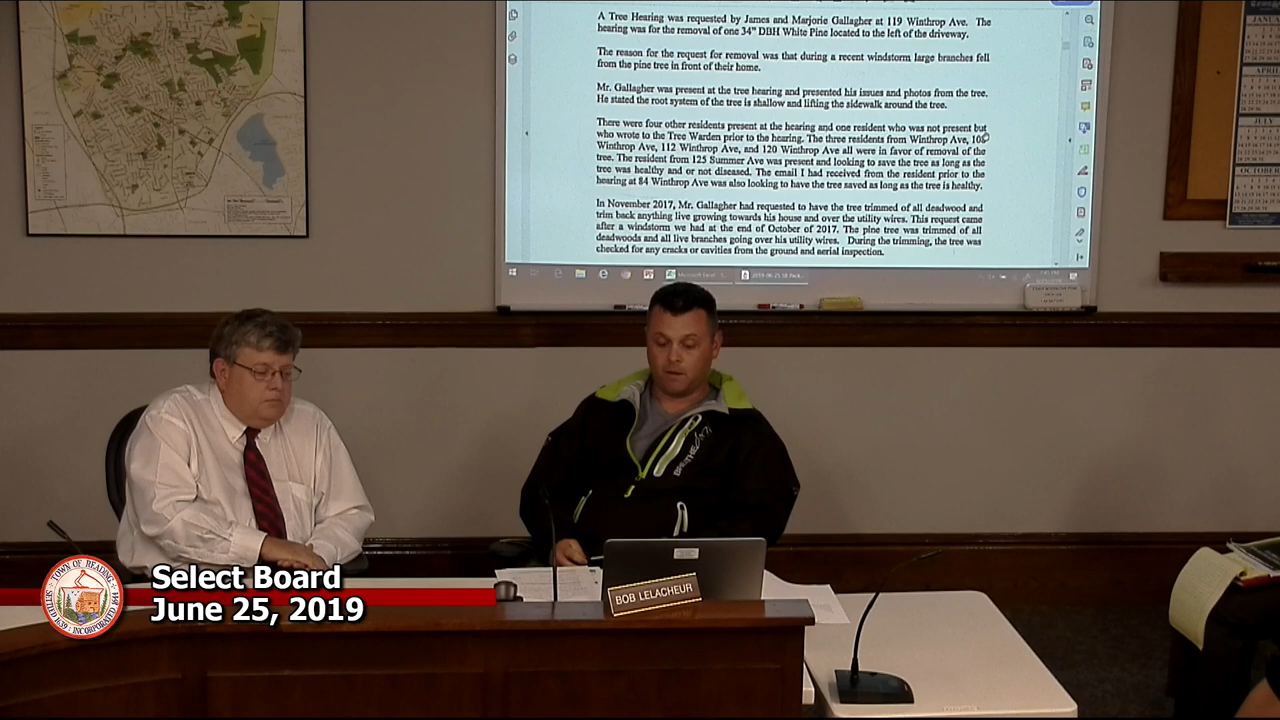 A Tree Hearing was requested by James and Marjorie Gallagher at 119 Winthrop Ave. The
hearing was for the removal of one 34" DBH White Pine located to the left of the driveway.
The reason for the request for removal was that during a recent windstorm large branches fell
from the pine tree in front of their home.
Mr. Gallagher was present at the tree hearing and presented his issues and photos from the tree.
He stated the root system of the tree is shallow and lifting the sidewalk around the tree.
There were four other residents present at the hearing and one resident who was not present but
who wrote to the Tree Warden prior to the hearing. The three residents from Winthrop Ave,
Winthrop Ave, 112 Winthrop Ave, and 120 Winthrop Ave all were in favor of removal of the
tree. The resident from 125 Summer Ave was present and looking to save the tree as long as the
tree was healthy and or not diseased. The email I had received from the resident prior to the
hearing at 84 Winthrop Ave was also looking to have the tree saved as long as the tree is healthy.
In November 2017, Mr. Gallagher had requested to have the tree trimmed of all deadwood and
trim back anything live growing towards his house and over the utility wires. This request came
after a windstorm we had at the end of October of 2017. The pine tree was trimmed of all
deadwoods and all live branches going over his utility wires. During the trimming, the tree was
checked for any cracks or cavities from the ground and aerial inspection.
APRIL
JULY
OCTOBER
BREATHE
BOB LELACHEUR
TOWN OF READING
SETTLED 1639 INCORPORATED 1644
Select Board
June 25, 2019